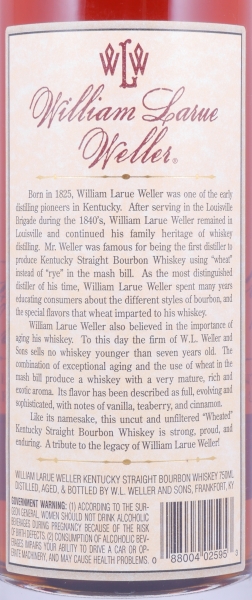 WLW
William Larue
Weller®
Born in 1825, William Larue Weller was one of the early
distilling pioneers in Kentucky. After serving in the Louisville
Brigade during the 1840's, William Larue Weller remained in
Louisville and continued his family heritage of whiskey
distilling. Mr. Weller was famous for being the first distiller to
produce Kentucky Straight Bourbon Whiskey using "wheat"
instead of "rye" in the mash bill. As the most distinguished
distiller of his time, William Larue Weller spent many years
educating consumers about the different styles of bourbon, and
the special flavors that wheat imparted to his whiskey.
William Larue Weller also believed in the importance of
aging his whiskey. To this day the firm of W.L. Weller and
Sons sells no whiskey younger than seven years old. The
combination of exceptional aging and the use of wheat in the
mash bill produce a whiskey with a very mature, rich and
exotic aroma. Its flavor has been described as full, evolving and
sophisticated, with notes of vanilla, teaberry, and cinnamon.
Like its namesake, this uncut and unfiltered "Wheated"
Kentucky Straight Bourbon Whiskey is strong, proud, and
enduring. A tribute to the legacy of William Larue Weller!
WILLIAM LARUE WELLER KENTUCKY STRAIGHT BOURBON WHISKEY 750ML
DISTILLED, AGED, & BOTTLED BY W.L. WELLER AND SONS, FRANKFORT, KY
GOVERNMENT WARNING: (1) ACCORDING TO THE SUR-
GEON GENERAL, WOMEN SHOULD NOT DRINK ALCOHOLIC
BEVERAGES DURING PREGNANCY BECAUSE OF THE RISK
OF BIRTH DEFECTS. (2) CONSUMPTION OF ALCOHOLIC BEV-
ERAGES IMPAIRS YOUR ABILITY TO DRIVE A CAR OR OP-
ERATE MACHINERY, AND MAY CAUSE HEALTH PROBLEMS.
0 88004 02595 3